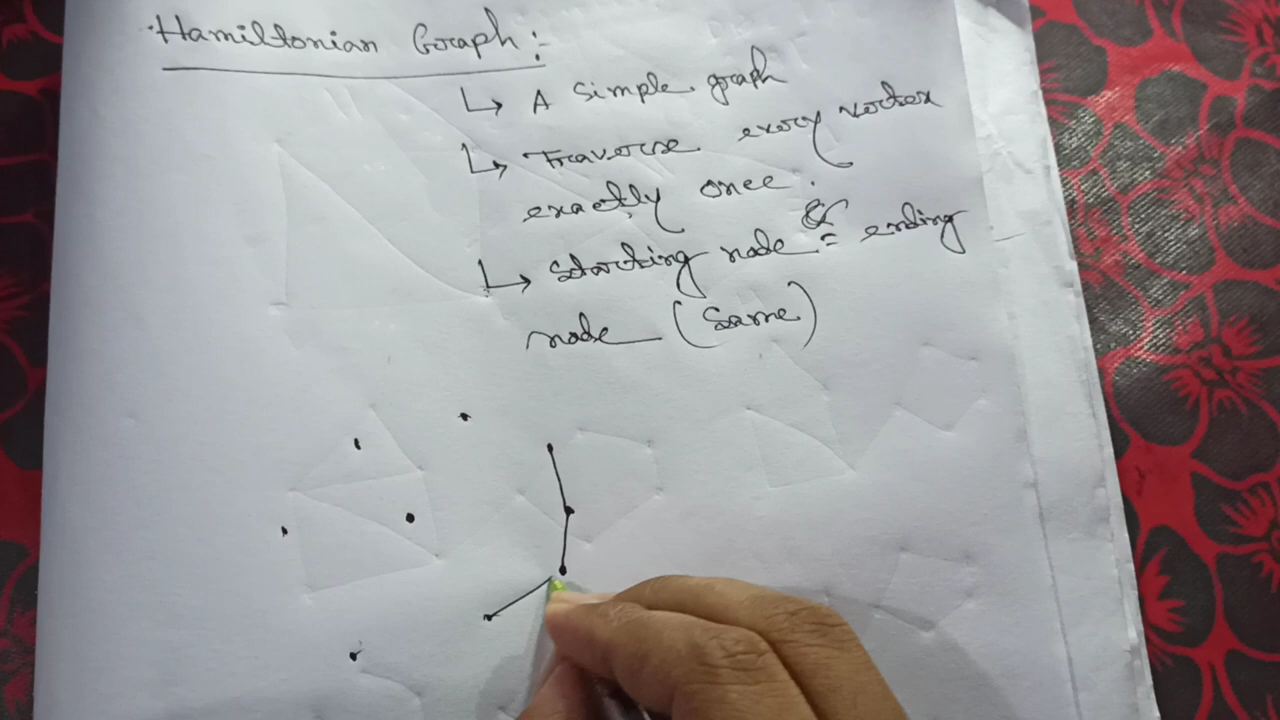 Hamiltonian Graph :-
↳ A simple graph
↳ Traverse every vertex
exactly once.
↳ Starting node & ending
node (Same)